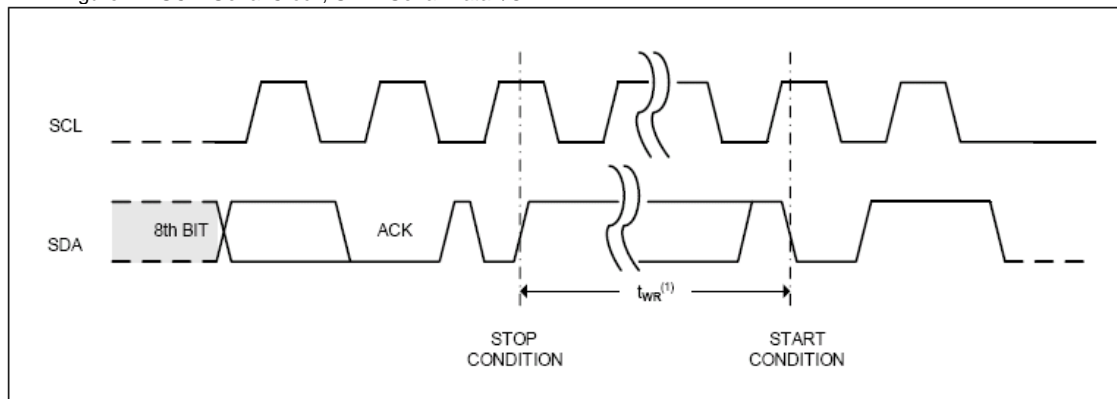 SCL
8th BIT
ACK
SDA
tWR(1)
STOP
CONDITION
START
CONDITION